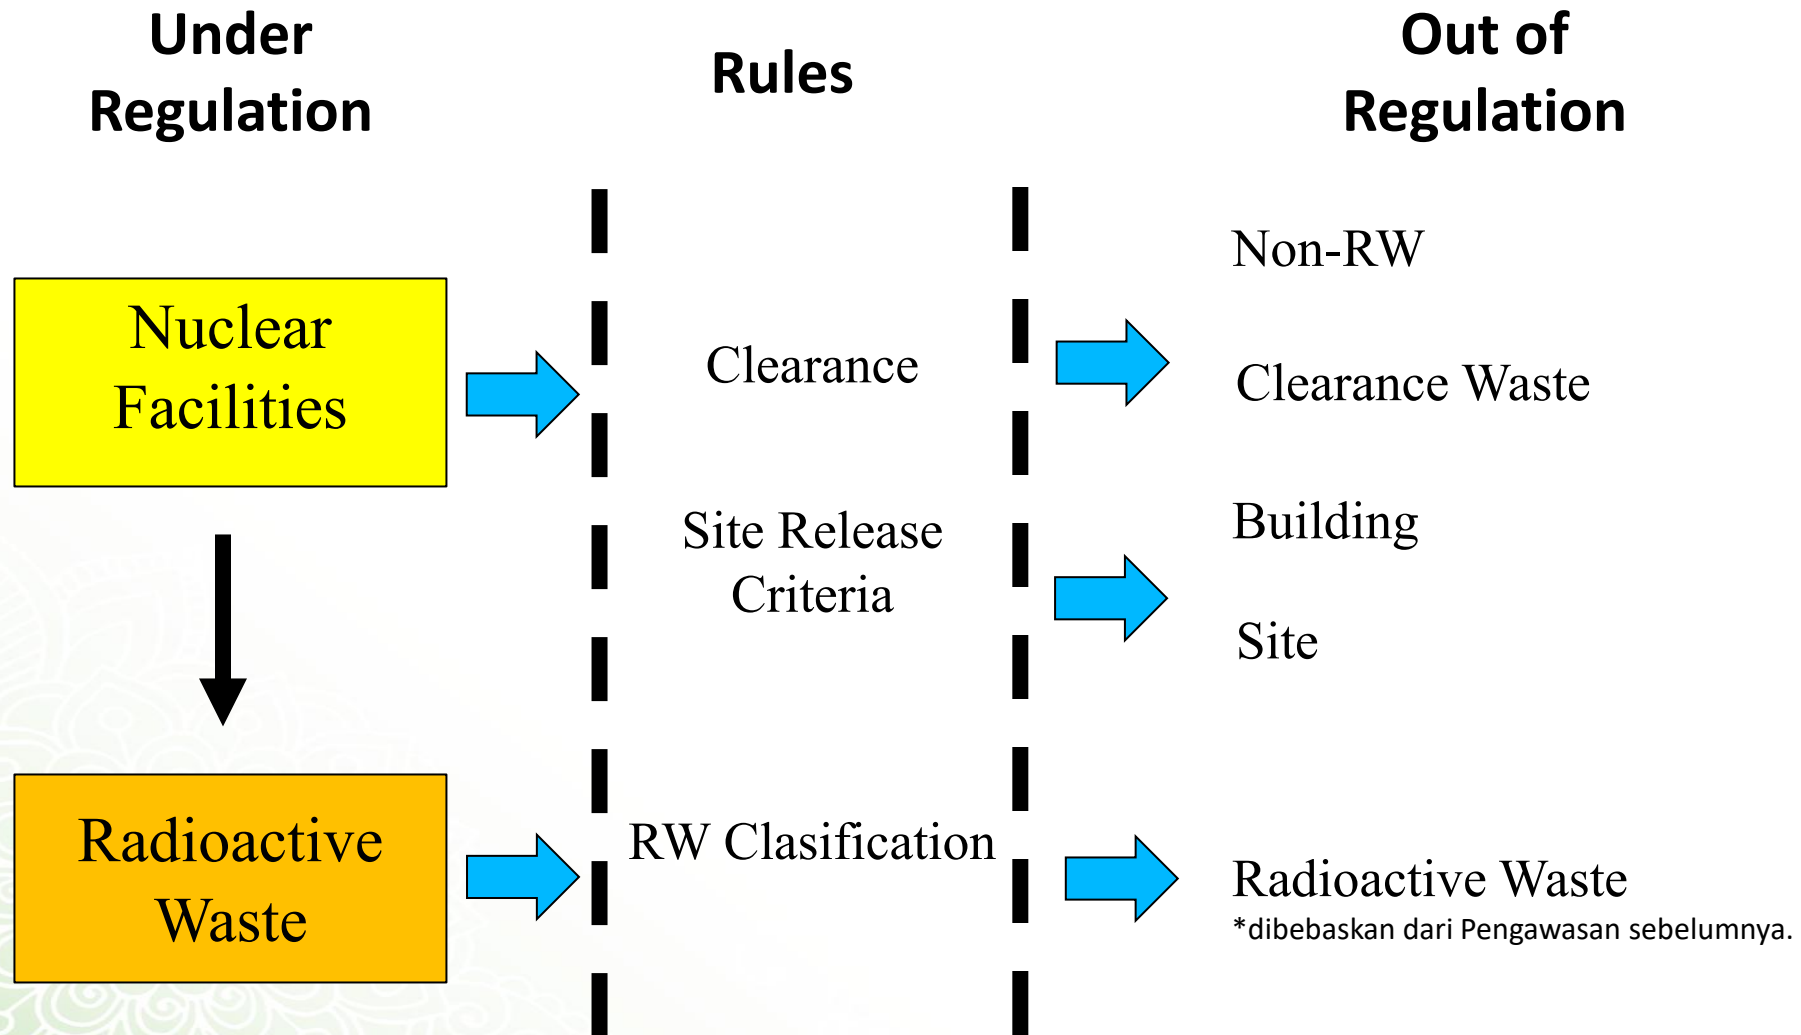 Under
Regulation
Rules
Out of
Regulation
Nuclear
Facilities
Radioactive
Waste
Clearance
Site Release
Criteria
RW Clasification
Non-RW
Clearance Waste
Building
Site
Radioactive Waste
*dibebaskan dari Pengawasan sebelumnya.